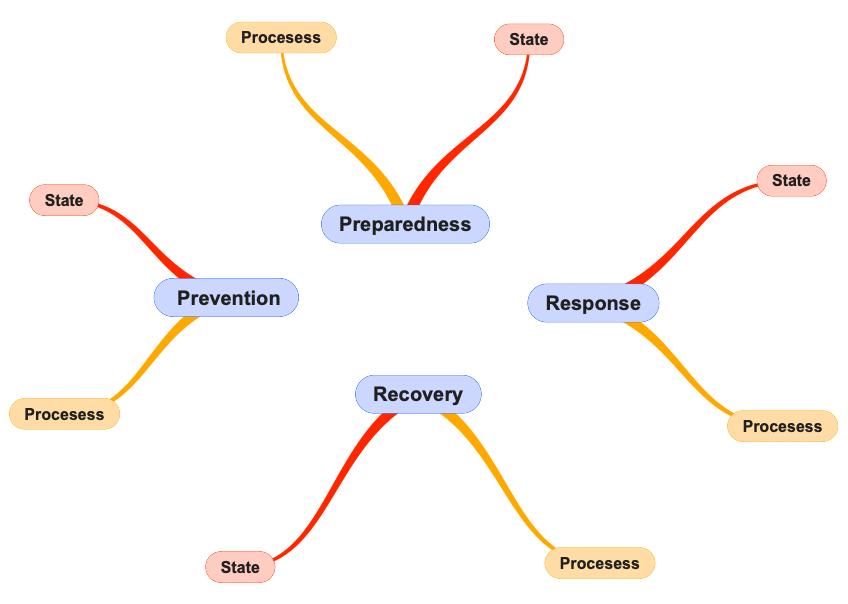 Procesess
State
State
State
Preparedness
Prevention
Response
Recovery
Procesess
Procesess
State
Procesess